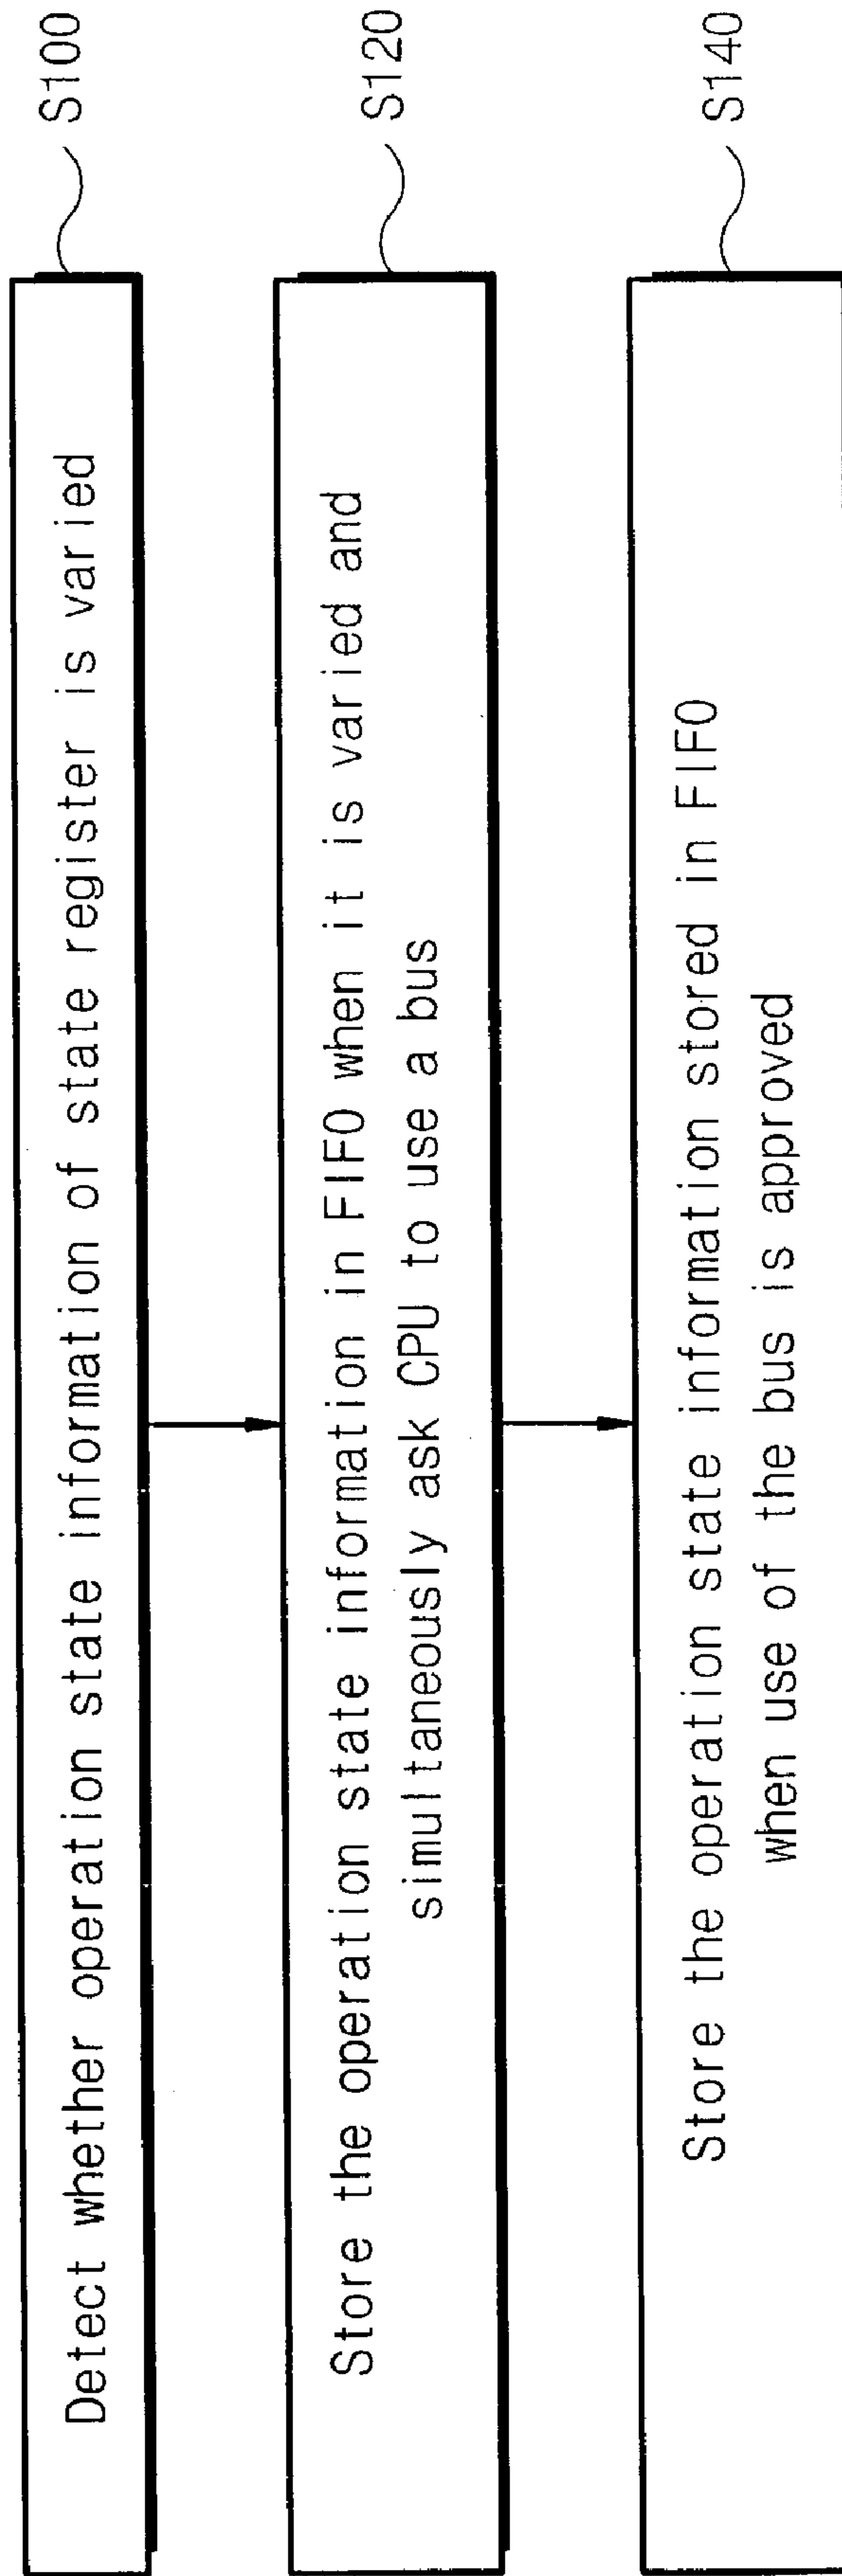 Detect whether operation state information of state register is varied
S100
Store the operation state information in FIFO when it is varied and
simultaneously ask CPU to use a bus
S120
Store the operation state information stored in FIFO
when use of the bus is approved
S140